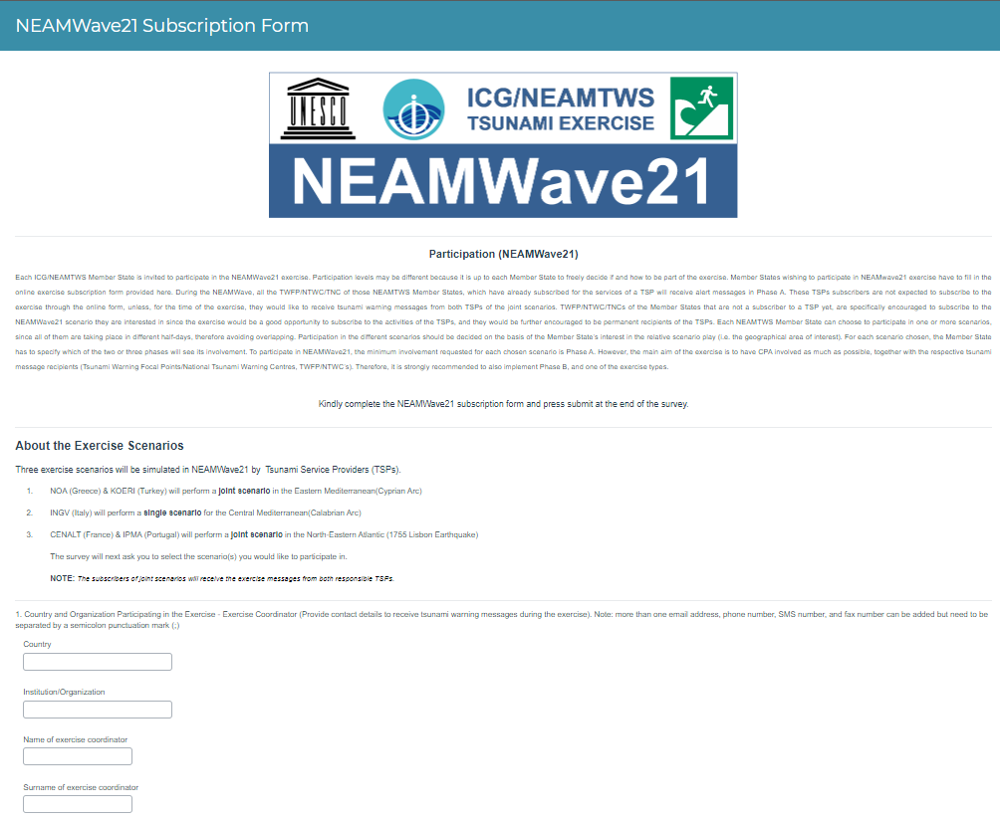 NEAMWave21 Subscription Form
UNESCO
ICG/NEAMTWS
TSUNAMI EXERCISE
NEAMWave21
Participation (NEAMWave21)
Each ICG/NEAMTWS Member State is invited to participate in the NEAMWave21 exercise. Participation levels may be different because it is up to each Member State to freely decide if and how to be part of the exercise. Member States wishing to participate in NEAMwave21 exercise have to fill in the
online exercise subscription form provided here. During the NEAMWave, all the TWFP/NTWC/TNC of those NEAMTWS Member States, which have already subscribed for the services of a TSP will receive alert messages in Phase A. These TSPs subscribers are not expected to subscribe to the
exercise through the online form, unless, for the time of the exercise, they would like to receive tsunami warning messages from both TSPs of the joint scenarios. TWFP/NTWC/TNCs of the Member States that are not a subscriber to a TSP yet, are specifically encouraged to subscribe to the
NEAMWave21 scenario they are interested in since the exercise would be a good opportunity to subscribe to the activities of the TSPs, and they would be further encouraged to be permanent recipients of the TSPs. Each NEAMTWS Member State can choose to participate in one or more scenarios,
since all of them are taking place in different half-days, therefore avoiding overlapping. Participation in the different scenarios should be decided on the basis of the Member State's interest in the relative scenario play (i.e. the geographical area of interest). For each scenario chosen, the Member State
has to specify which of the two or three phases will see its involvement. To participate in NEAMWave21, the minimum involvement requested for each chosen scenario is Phase A. However, the main aim of the exercise is to have CPA involved as much as possible, together with the respective tsunami
message recipients (Tsunami Warning Focal Points/National Tsunami Warning Centres, TWFP/NTWC's). Therefore, it is strongly recommended to also implement Phase B, and one of the exercise types.
Kindly complete the NEAMWave21 subscription form and press submit at the end of the survey.
About the Exercise Scenarios
Three exercise scenarios will be simulated in NEAMWave21 by Tsunami Service Providers (TSPs).
1. NOA (Greece) & KOERI (Turkey) will perform a joint scenario in the Eastern Mediterranean(Cyprian Arc)
2. INGV (Italy) will perform a single scenario for the Central Mediterranean(Calabrian Arc)
3. CENALT (France) & IPMA (Portugal) will perform a joint scenario in the North-Eastern Atlantic (1755 Lisbon Earthquake)
The survey will next ask you to select the scenario(s) you would like to participate in.
NOTE: The subscribers of joint scenarios will receive the exercise messages from both responsible TSPs.
1. Country and Organization Participating in the Exercise - Exercise Coordinator (Provide contact details to receive tsunami warning messages during the exercise). Note: more than one email address, phone number, SMS number, and fax number can be added but need to be
separated by a semicolon punctuation mark (;)
Country
Institution/Organization
Name of exercise coordinator
Surname of exercise coordinator